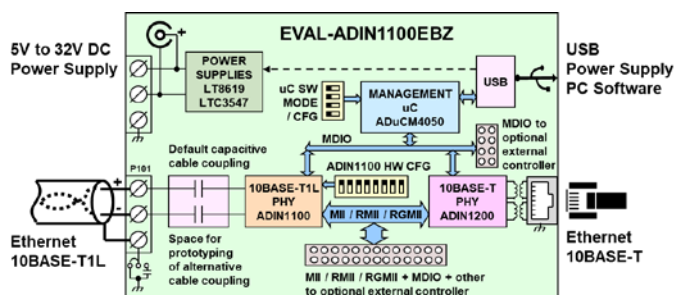 EVAL-ADIN1100EBZ
5V to 32V DC
Power Supply
+
POWER
SUPPLIES
LT8619
LTC3547
uC SW
MODE
/ CFG
MANAGEMENT
uC
ADuCM4050
USB
USB
Power Supply
PC Software
MDIO
MDIO to
optional
external
controller
Default capacitive
cable coupling
ADIN1100 HW CFG
P101
+
-
10BASE-T1L
PHY
ADIN1100
MII / RMII / RGMII
10BASE-T
PHY
ADIN1200
Ethernet
10BASE-T1L
Space for
prototyping
of alternative
cable coupling
Ethernet
10BASE-T
MII / RMII / RGMII + MDIO + other
to optional external controller